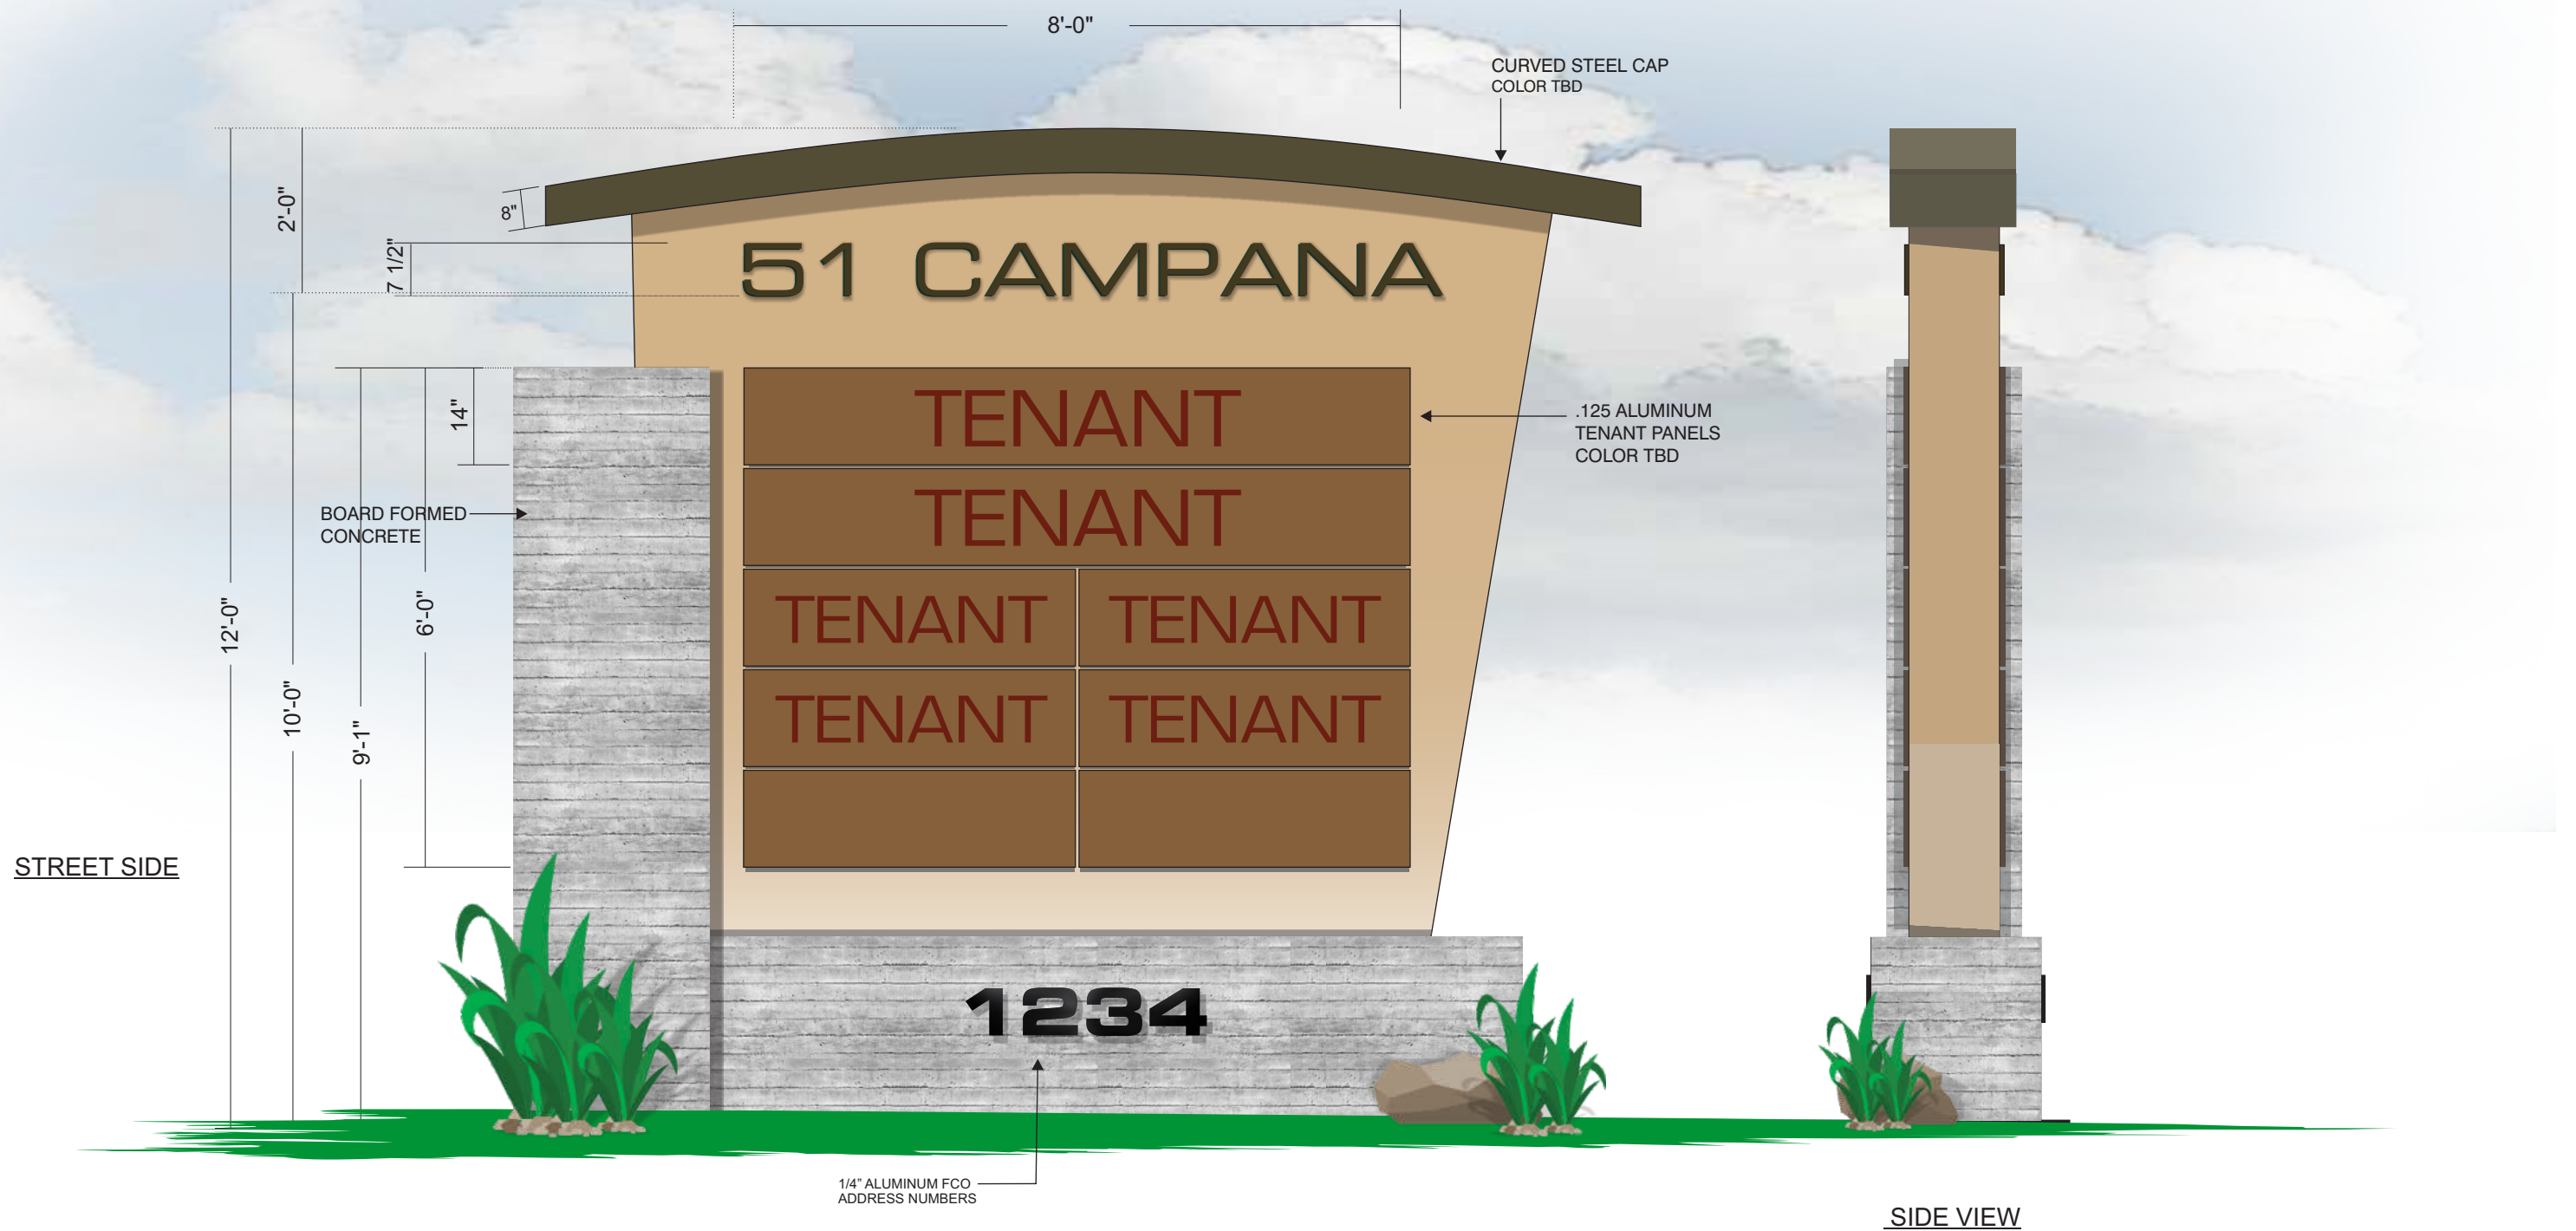 8'-0"
CURVED STEEL CAP
COLOR TBD
2'-0"
8"
7 1/2"
51 CAMPANA
14"
TENANT
.125 ALUMINUM
TENANT PANELS
COLOR TBD
TENANT
BOARD FORMED
CONCRETE
12'-0"
10'-0"
9'-1"
6'-0"
TENANT TENANT
TENANT TENANT
STREET SIDE
1234
1/4" ALUMINUM FCO
ADDRESS NUMBERS
SIDE VIEW